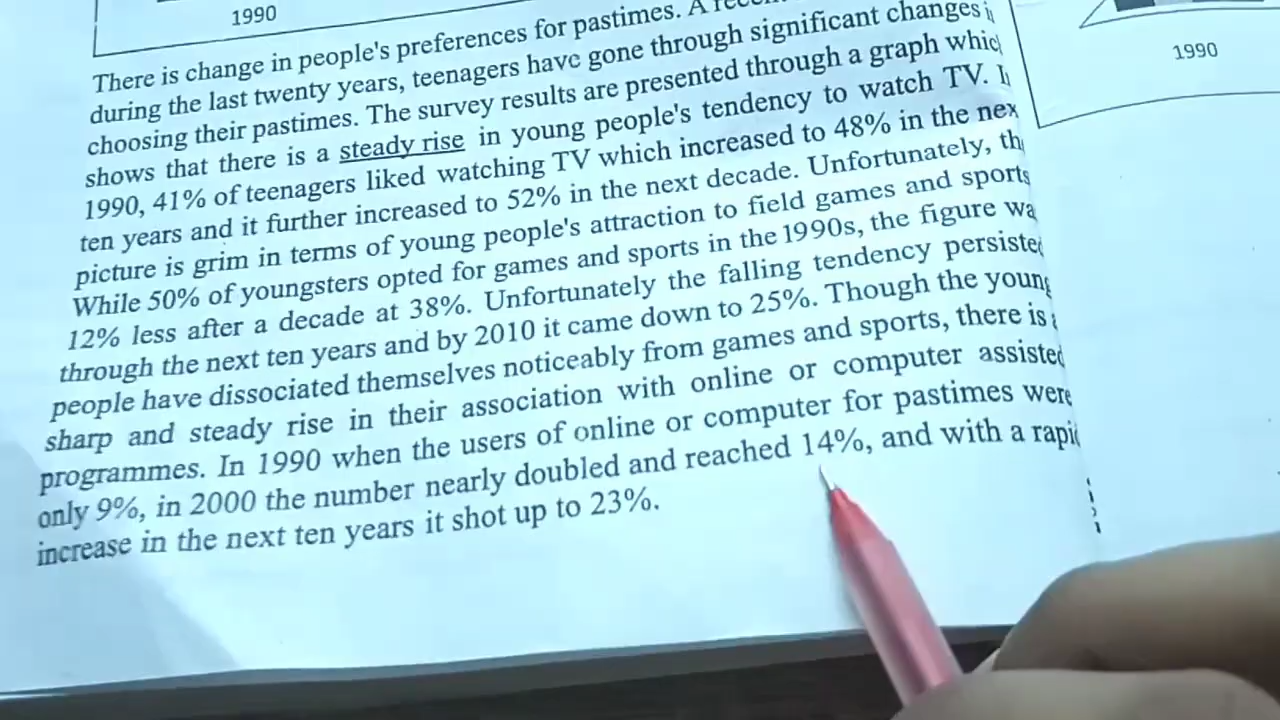 1990
There is change in people's preferences for pastimes. A
during the last twenty years, teenagers have gone through significant changes
choosing their pastimes. The survey results are presented through a graph
shows that there is a steady rise in young people's tendency to watch TV.
1990, 41% of teenagers liked watching TV which increased to 48% in the
ten years and it further increased to 52% in the next decade. Unfortunately,
picture is grim in terms of young people's attraction to field games and sports
While 50% of youngsters opted for games and sports in the 1990s, the figure
12% less after a decade at 38%. Unfortunately the falling tendency
through the next ten years and by 2010 it came down to 25%. Though the
people have dissociated themselves noticeably from games and sports, there is
sharp and steady rise in their association with online or computer
programmes. In 1990 when the users of online or computer for pastimes were
only 9%, in 2000 the number nearly doubled and reached 14%, and with a
increase in the next ten years it shot up to 23%.
1990